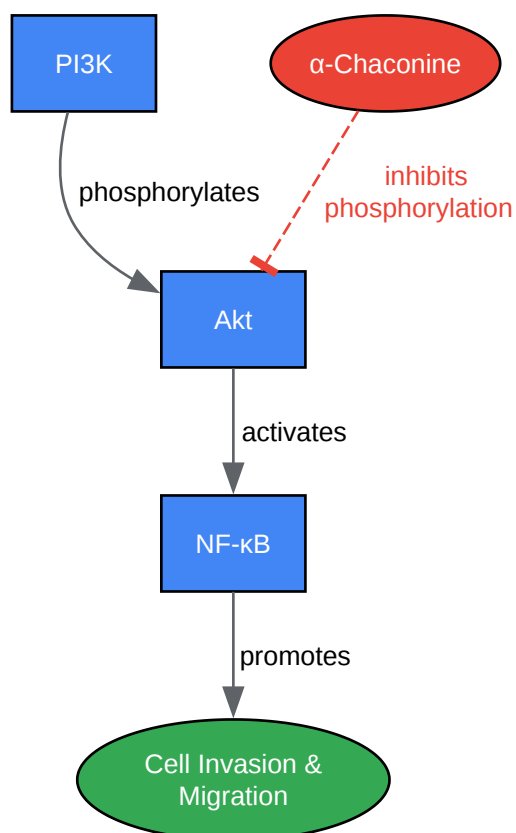 PI3K
α-Chaconine
phosphorylates
inhibits
phosphorylation
Akt
activates
NF-κB
promotes
Cell Invasion &
Migration